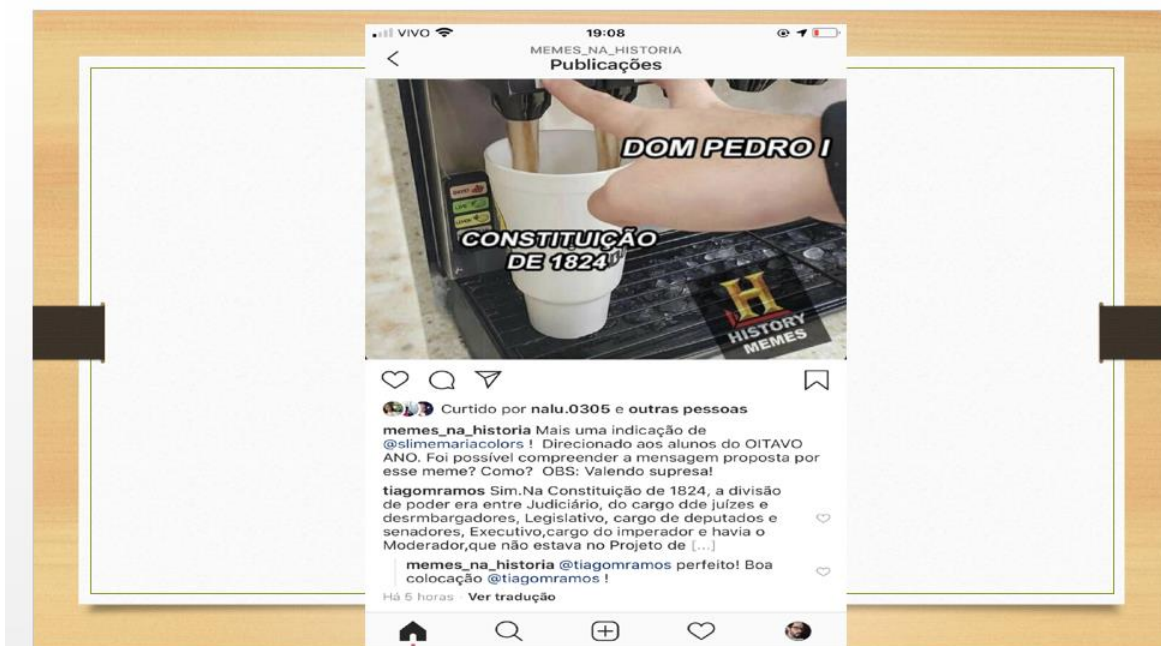 VIVO 19:08
MEMES_NA_HISTORIA
Publicações
DOM PEDRO I
CONSTITUIÇÃO
DE 1824
HISTORY
MEMES
Curtido por nalu.0305 e outras pessoas
memes_na_historia Mais uma indicação de
@slimemariacolors ! Direcionado aos alunos do OITAVO
ANO. Foi possível compreender a mensagem proposta por
esse meme? Como? OBS: Valendo supresa!
tiagomramos Sim.Na Constituição de 1824, a divisão
de poder era entre Judiciário, do cargo dde juízes e
desrmbargadores, Legislativo, cargo de deputados e
senadores, Executivo,cargo do imperador e havia o
Moderador,que não estava no Projeto de [...]
memes_na_historia @tiagomramos perfeito! Boa
colocação @tiagomramos !
Há 5 horas Ver tradução